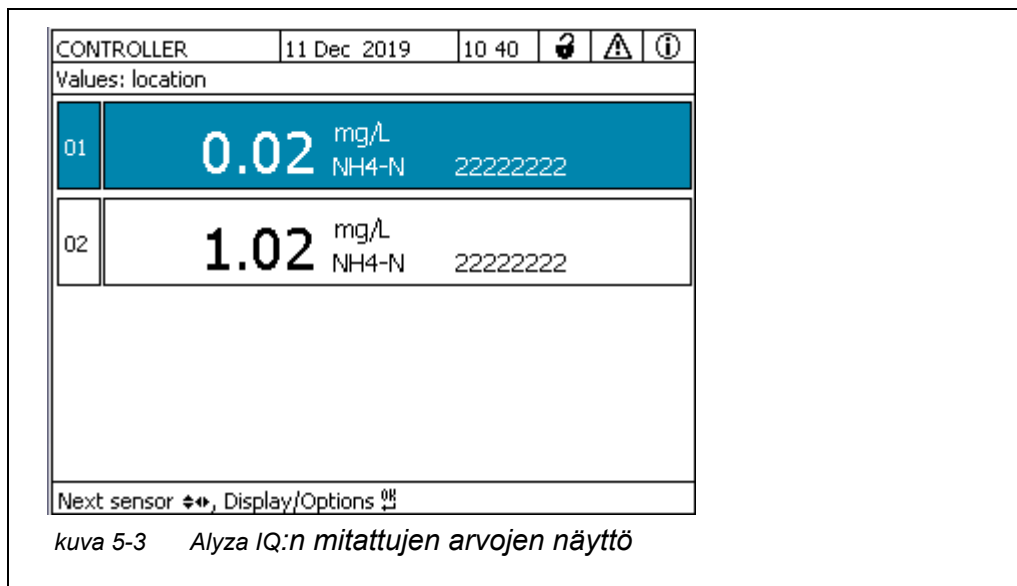 CONTROLLER 11 Dec 2019 10 40
Values: location
01 0.02 mg/L NH4-N 22222222
02 1.02 mg/L NH4-N 22222222
Next sensor, Display/Options OK
kuva 5-3 Alyza IQ:n mitattujen arvojen näyttö